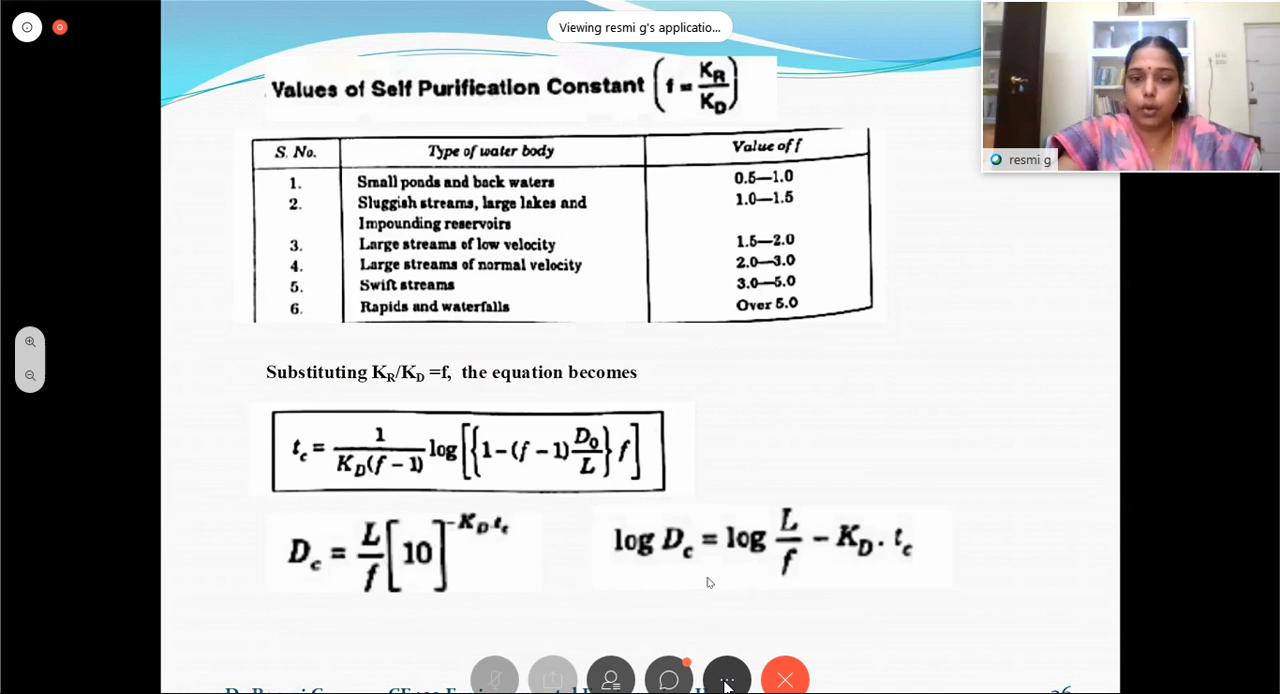 Viewing resmi g's applicatio...
resmi g
Values of Self Purification Constant (f = K_R/K_D)
S. No. Type of water body Value of f
1. Small ponds and back waters 0.5—1.0
2. Sluggish streams, large lakes and 1.0—1.5
Impounding reservoirs
3. Large streams of low velocity 1.5—2.0
4. Large streams of normal velocity 2.0—3.0
5. Swift streams 3.0—5.0
6. Rapids and waterfalls Over 5.0
Substituting K_R/K_D =f, the equation becomes
t_c = 1/(K_D(f − 1)) log[{1−(f − 1) D_0/L} f]
D_c = L/f [10]^(−K_D t_c)
log D_c = log L/f − K_D . t_c